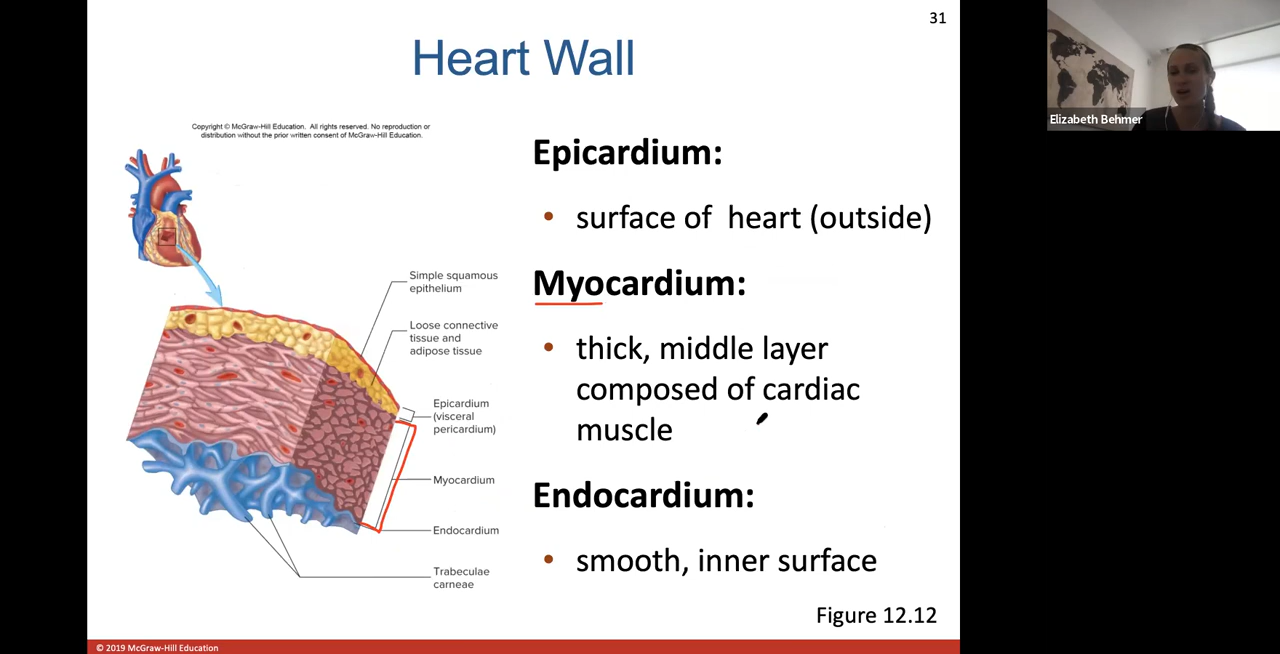 31
Heart Wall
Copyright © McGraw-Hill Education. All rights reserved. No reproduction or
distribution without the prior written consent of McGraw-Hill Education.
Elizabeth Behmer
Epicardium:
• surface of heart (outside)
Myocardium:
• thick, middle layer
composed of cardiac
muscle
Endocardium:
• smooth, inner surface
Simple squamous
epithelium
Loose connective
tissue and
adipose tissue
Epicardium
(visceral
pericardium)
Myocardium
Endocardium
Trabeculae
carneae
Figure 12.12
© 2019 McGraw-Hill Education